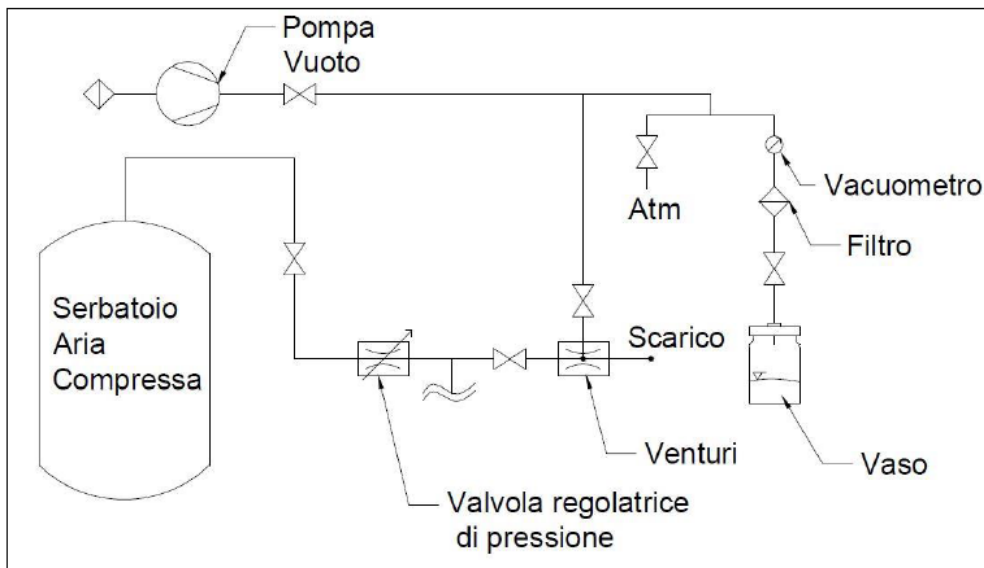 Pompa
Vuoto
Atm
Vacuometro
Filtro
Serbatoio
Aria
Compressa
Scarico
Venturi
Vaso
Valvola regolatrice
di pressione